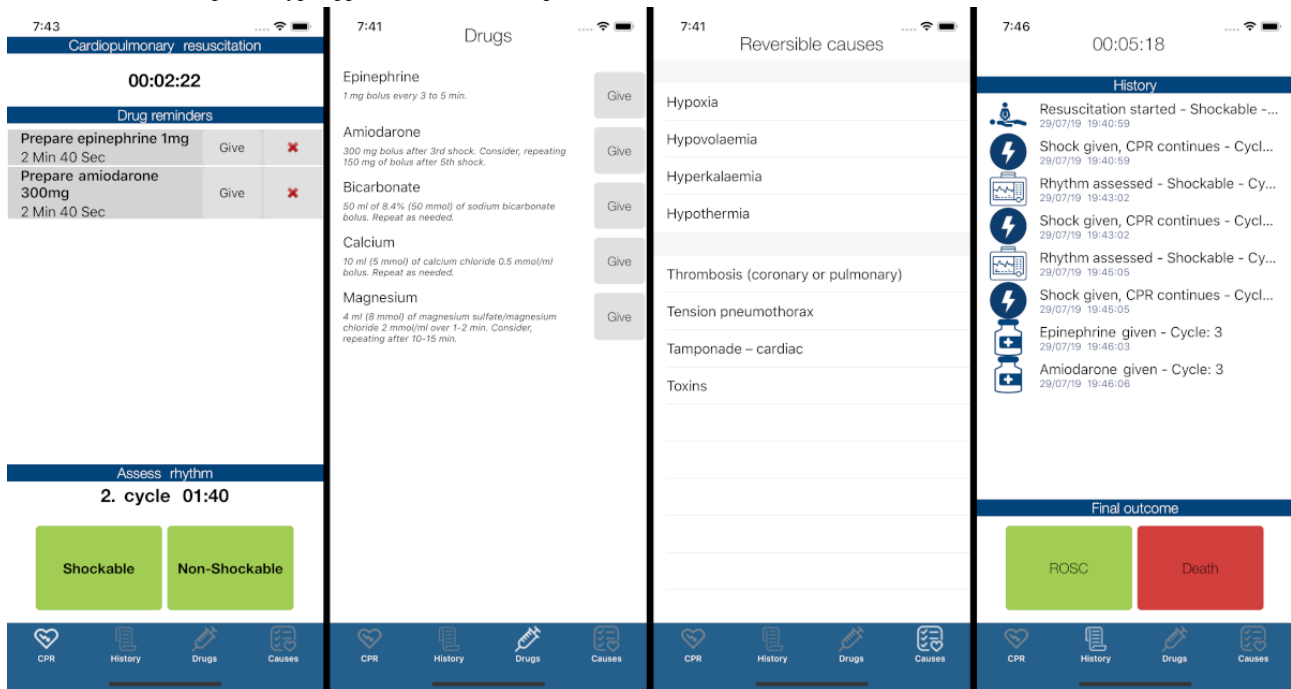 7:43
Cardiopulmonary resuscitation
00:02:22
Drug reminders
Prepare epinephrine 1mg
2 Min 40 Sec
Give
Prepare amiodarone
300mg
2 Min 40 Sec
Give
Assess rhythm
2. cycle 01:40
Shockable
Non-Shockable
CPR
History
Drugs
Causes
7:41
Drugs
Epinephrine
1 mg bolus every 3 to 5 min.
Give
Amiodarone
300 mg bolus after 3rd shock. Consider, repeating
150 mg of bolus after 5th shock.
Give
Bicarbonate
50 ml of 8.4% (50 mmol) of sodium bicarbonate
bolus. Repeat as needed.
Give
Calcium
10 ml (5 mmol) of calcium chloride 0.5 mmol/ml
bolus. Repeat as needed.
Give
Magnesium
4 ml (8 mmol) of magnesium sulfate/magnesium
chloride 2 mmol/ml over 1-2 min. Consider,
repeating after 10-15 min.
Give
CPR
History
Drugs
Causes
7:41
Reversible causes
Hypoxia
Hypovolaemia
Hyperkalaemia
Hypothermia
Thrombosis (coronary or pulmonary)
Tension pneumothorax
Tamponade – cardiac
Toxins
CPR
History
Drugs
Causes
7:46
00:05:18
History
Resuscitation started - Shockable -...
29/07/19 19:40:59
Shock given, CPR continues - Cycl...
29/07/19 19:40:59
Rhythm assessed - Shockable - Cy...
29/07/19 19:43:02
Shock given, CPR continues - Cycl...
29/07/19 19:43:02
Rhythm assessed - Shockable - Cy...
29/07/19 19:45:05
Shock given, CPR continues - Cycl...
29/07/19 19:45:05
Epinephrine given - Cycle: 3
29/07/19 19:46:03
Amiodarone given - Cycle: 3
29/07/19 19:46:06
Final outcome
ROSC
Death
CPR
History
Drugs
Causes